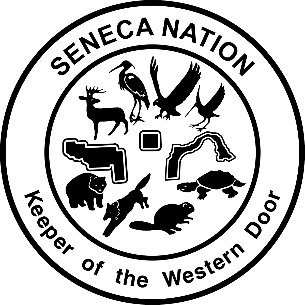 SENECA NATION
Keeper of the Western Door